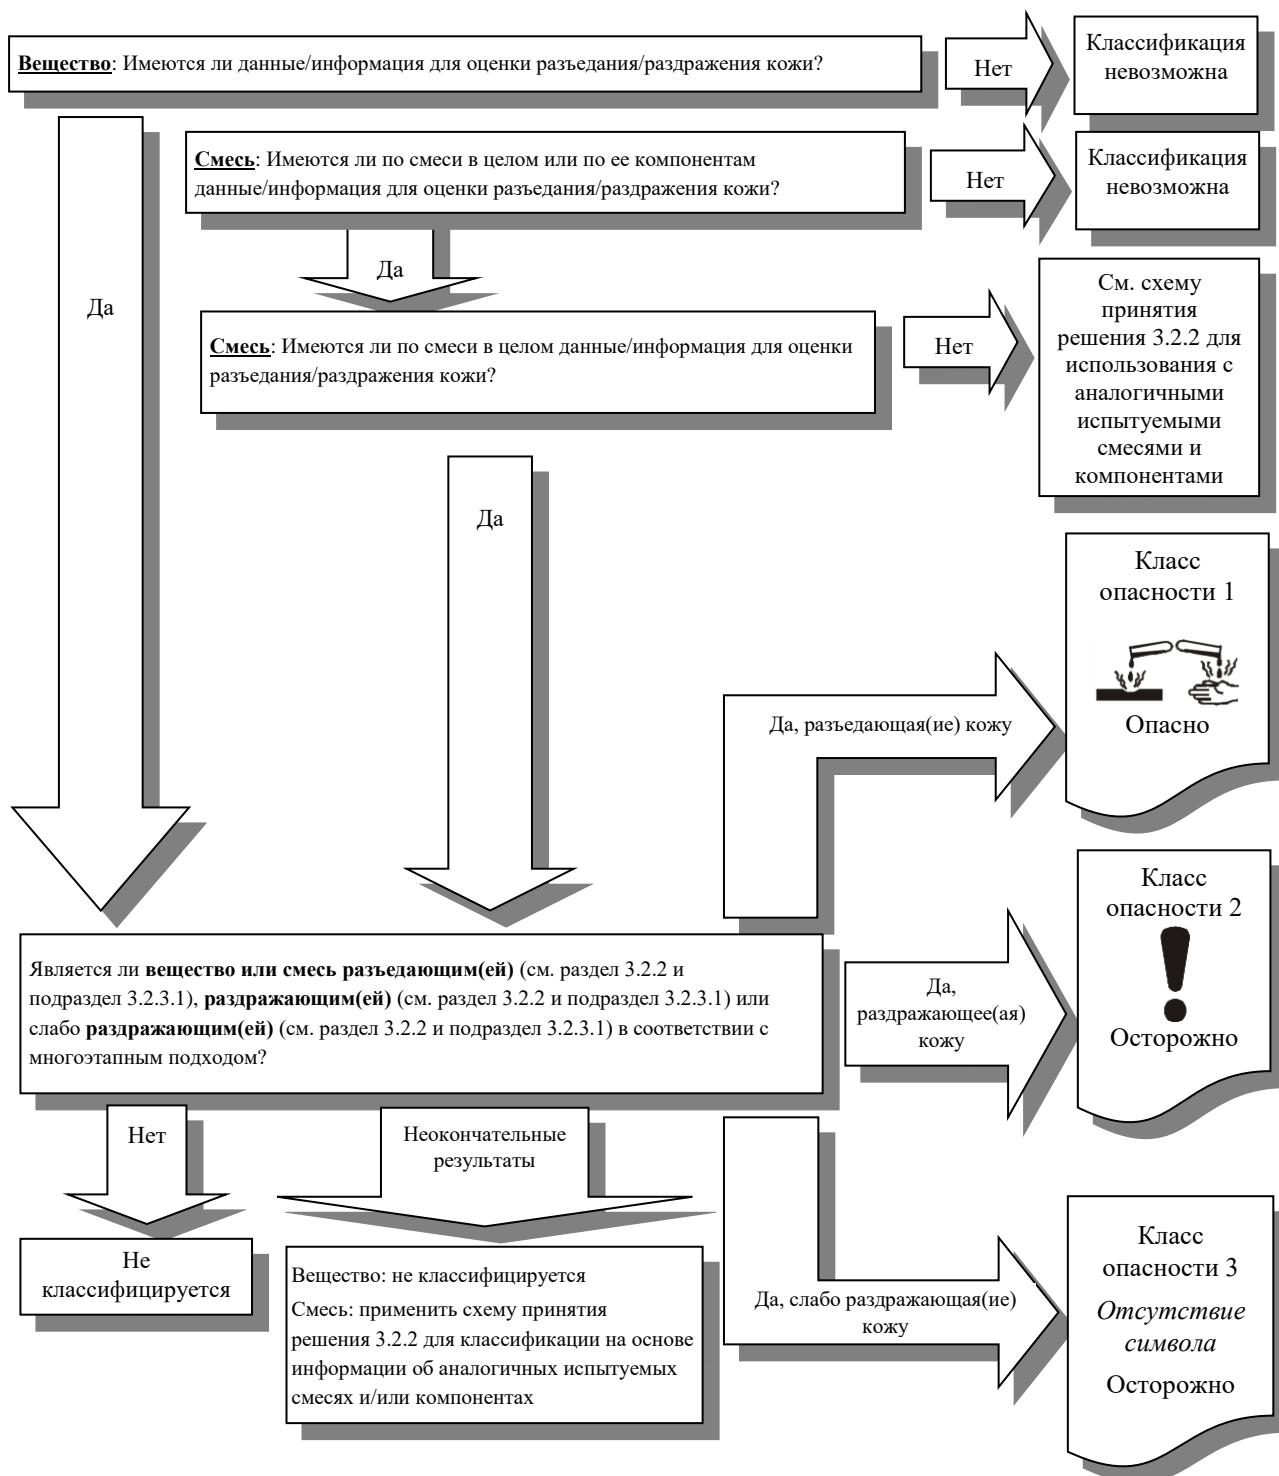 Вещество: Имеются ли данные/информация для оценки разъедания/раздражения кожи?
Нет
Классификация
невозможна
Смесь: Имеются ли по смеси в целом или по ее компонентам
данные/информация для оценки разъедания/раздражения кожи?
Нет
Классификация
невозможна
Да
Да
Смесь: Имеются ли по смеси в целом данные/информация для оценки
разъедания/раздражения кожи?
Нет
См. схему
принятия
решения 3.2.2 для
использования с
аналогичными
испытуемыми
смесями и
компонентами
Да
Класс
опасности 1
Опасно
Да, разъедающая(ие) кожу
Является ли вещество или смесь разъедающим(ей) (см. раздел 3.2.2 и
подраздел 3.2.3.1), раздражающим(ей) (см. раздел 3.2.2 и подраздел 3.2.3.1) или
слабо раздражающим(ей) (см. раздел 3.2.2 и подраздел 3.2.3.1) в соответствии с
многоэтапным подходом?
Да,
раздражающее(ая)
кожу
Класс
опасности 2
Осторожно
Нет
Неокончательные
результаты
Не
классифицируется
Вещество: не классифицируется
Смесь: применить схему принятия
решения 3.2.2 для классификации на основе
информации об аналогичных испытуемых
смесях и/или компонентах
Да, слабо раздражающая(ие)
кожу
Класс
опасности 3
Отсутствие
символа
Осторожно